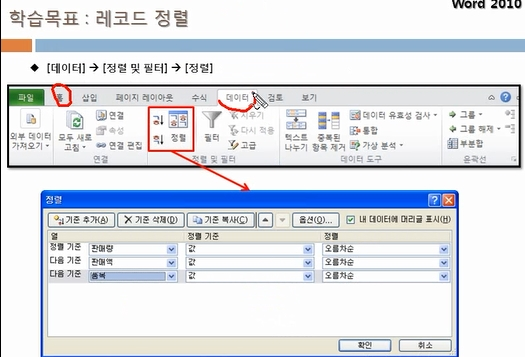 Word 2010
학습목표 : 레코드 정렬
◆ [데이터] → [정렬 및 필터] → [정렬]
파일 홈 삽입 페이지 레이아웃 수식 데이터 검토 보기
외부 데이터 가져오기
모두 새로 고침
연결
속성
연결 편집
연결
정렬
필터
지우기
다시 적용
고급
정렬 및 필터
텍스트 나누기
중복된 항목 제거
데이터 유효성 검사
통합
가상 분석
데이터 도구
그룹
그룹 해제
부분합
윤곽선
정렬
기준 추가(A) 기준 삭제(D) 기준 복사(C) 옵션(O)... 내 데이터에 머리글 표시(H)
열 정렬 기준 정렬
정렬 기준 판매량 값 오름차순
다음 기준 판매액 값 오름차순
다음 기준 품목 값 오름차순
확인 취소